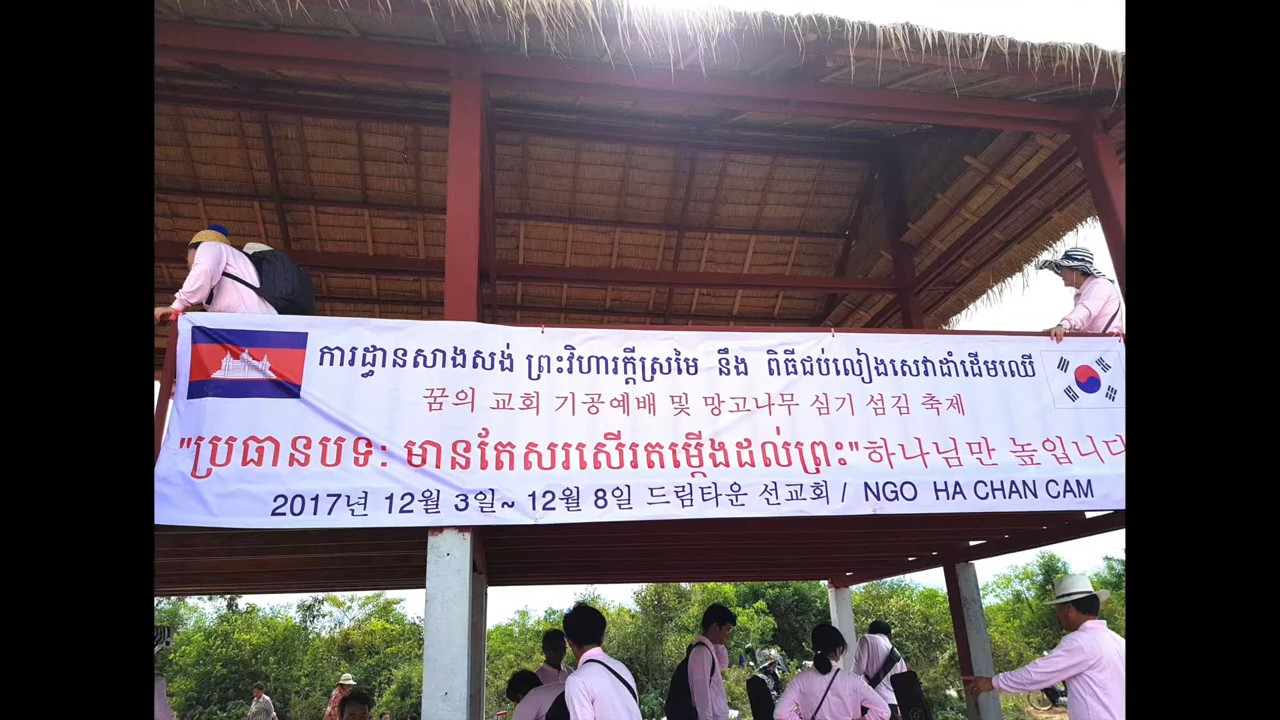 ការដ្ឋានសាងសង់ ព្រះវិហារក្ដីស្រមៃ នឹង ពិធីជប់លៀងសេវាដាំដើមឈើ
꿈의 교회 기공예배 및 망고나무 심기 섬김 축제
"ប្រធានបទ: មានតែសរសើរតម្កើងដល់ព្រះ"하나님만 높입니다
2017년 12월 3일~ 12월 8일 드림타운 선교회 / NGO HA CHAN CAM